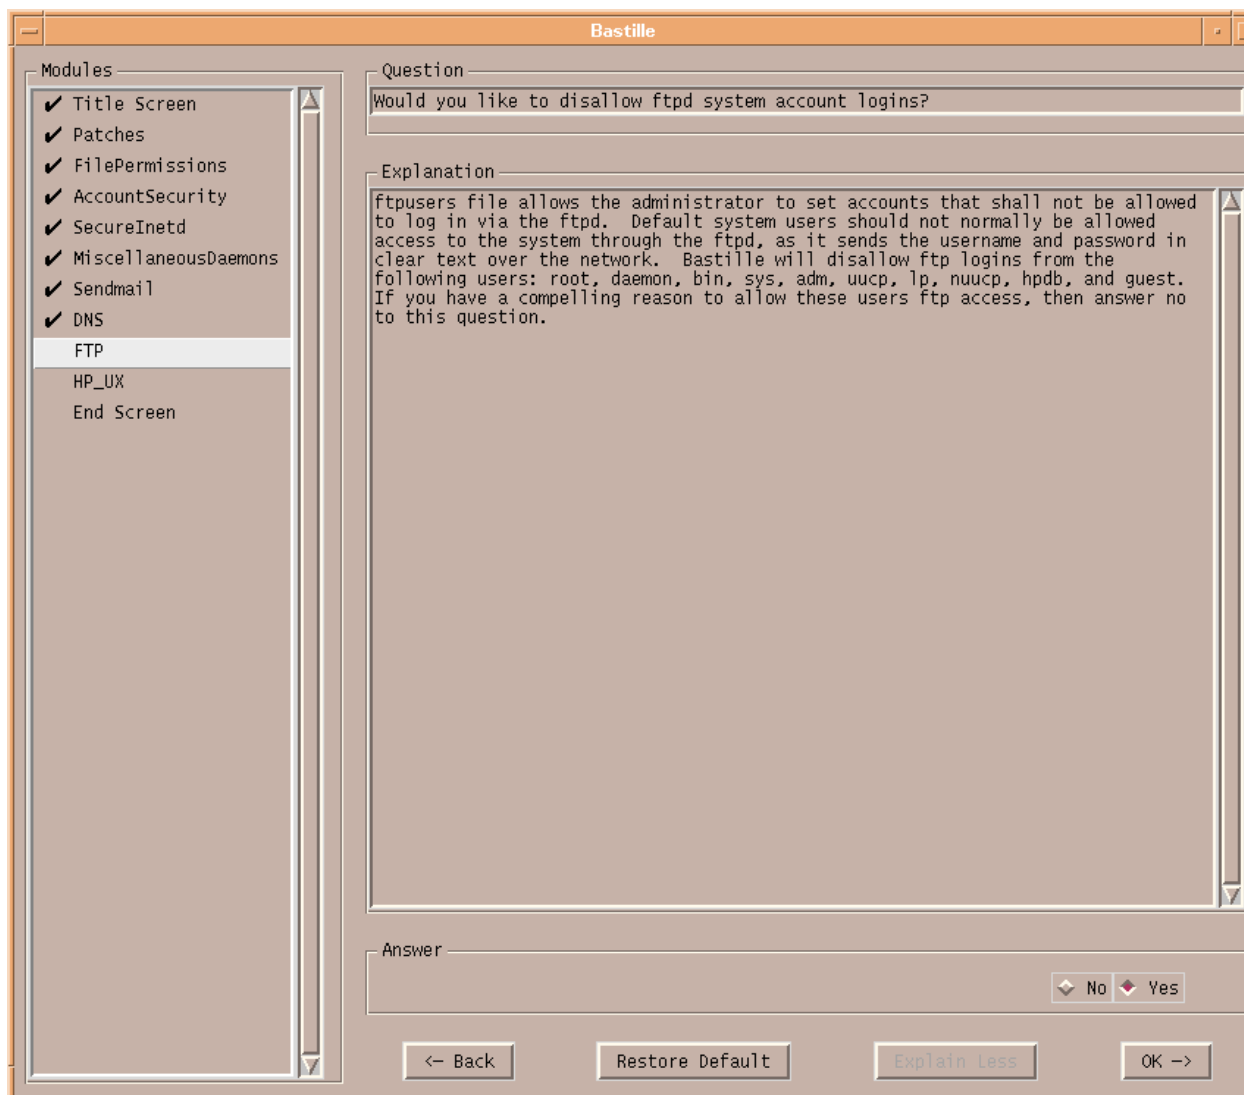 Bastille
Modules
Title Screen
Patches
FilePermissions
AccountSecurity
SecureInetd
MiscellaneousDaemons
Sendmail
DNS
FTP
HP_UX
End Screen
Question
Would you like to disallow ftpd system account logins?
Explanation
ftpusers file allows the administrator to set accounts that shall not be allowed
to log in via the ftpd.  Default system users should not normally be allowed
access to the system through the ftpd, as it sends the username and password in
clear text over the network.  Bastille will disallow ftp logins from the
following users: root, daemon, bin, sys, adm, uucp, lp, nuucp, hpdb, and guest.
If you have a compelling reason to allow these users ftp access, then answer no
to this question.
Answer
No Yes
<- Back Restore Default Explain Less OK ->